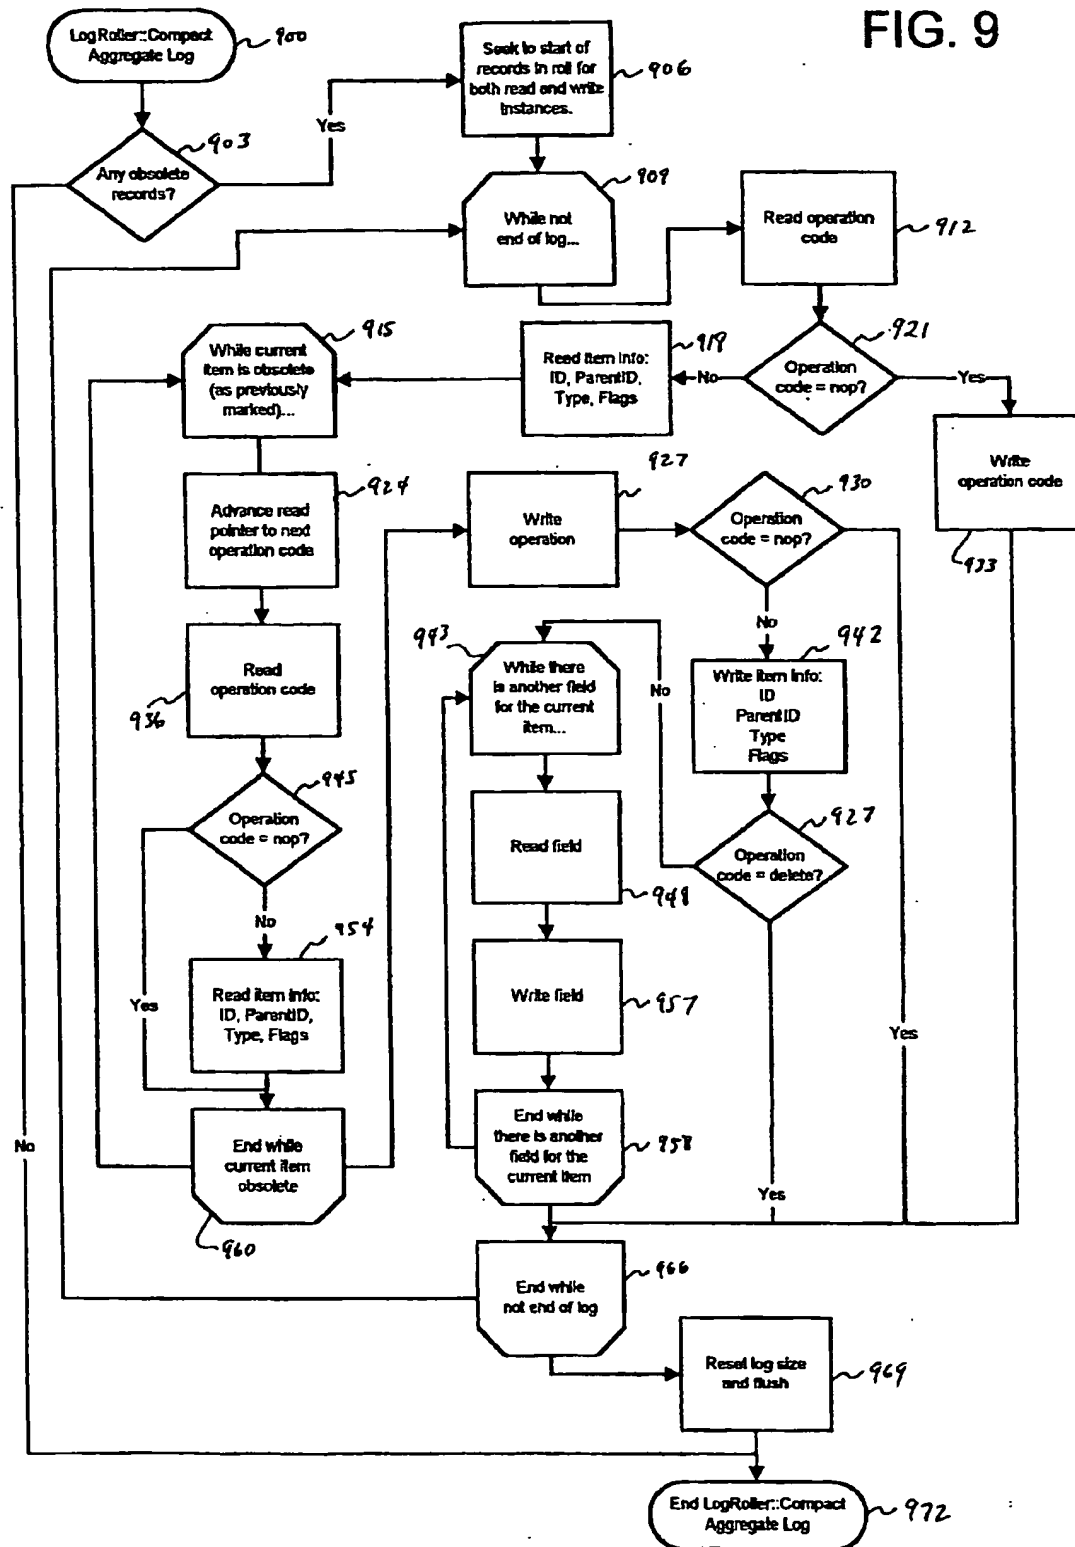 FIG. 9
LogRoller::Compact
Aggregate Log
900
Seek to start of
records in roll for
both read and write
instances.
906
Yes
903
Any obsolete
records?
909
While not
end of log...
Read operation
code
912
915
While current
item is obsolete
(as previously
marked)...
919
Read item info:
ID, ParentID,
Type, Flags
No
921
Operation
code = nop?
Yes
Write
operation code
933
924
Advance read
pointer to next
operation code
927
Write
operation
930
Operation
code = nop?
No
Read
operation code
936
943
While there
is another field
for the current
item...
No
942
Write item info:
ID
ParentID
Type
Flags
945
Operation
code = nop?
No
Yes
Read field
948
927
Operation
code = delete?
954
Read item info:
ID, ParentID,
Type, Flags
Write field
957
Yes
No
End while
current item
obsolete
960
End while
there is another
field for the
current item
958
Yes
End while
not end of log
966
Reset log size
and flush
969
End LogRoller::Compact
Aggregate Log
972